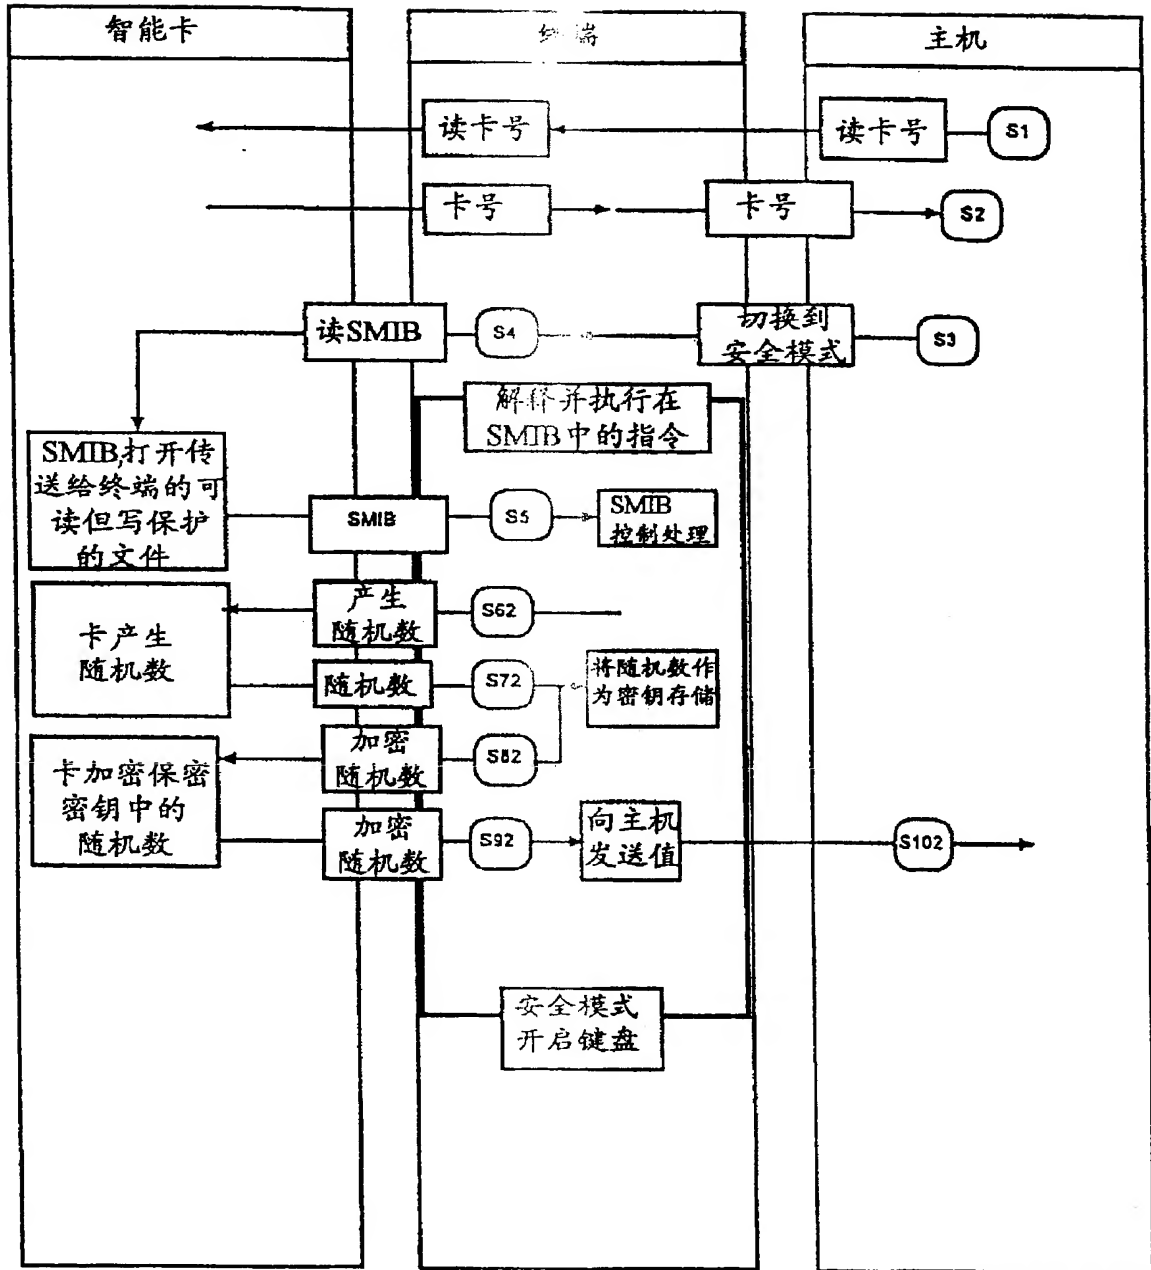 智能卡
终端
主机
读卡号
读卡号
S1
卡号
卡号
S2
读SMIB
S4
切换到
安全模式
S3
解释并执行在
SMIB中的指令
SMIB,打开传
送给终端的可
读但写保护
的文件
SMIB
S5
SMIB
控制处理
卡产生
随机数
产生
随机数
S62
随机数
S72
将随机数作
为密钥存储
卡加密保密
密钥中的
随机数
加密
随机数
S82
加密
随机数
S92
向主机
发送值
S102
安全模式
开启键盘